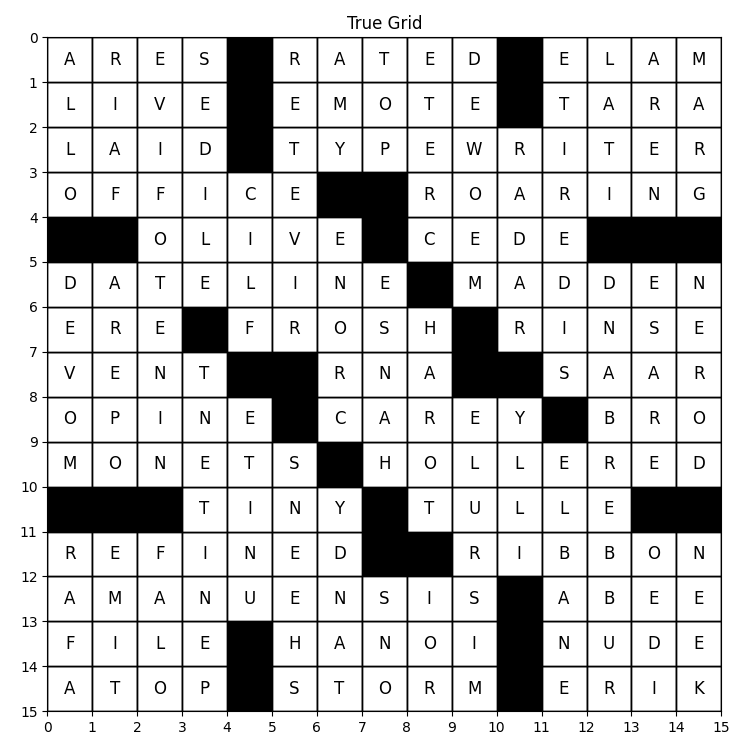 True Grid
0 A R E S R A T E D E L A M
1 L I V E E M O T E T A R A
2 L A I D T Y P E W R I T E R
3 O F F I C E R O A R I N G
4 O L I V E C E D E
5 D A T E L I N E M A D D E N
6 E R E F R O S H R I N S E
7 V E N T R N A S A A R
8 O P I N E C A R E Y B R O
9 M O N E T S H O L L E R E D
10 T I N Y T U L L E
11 R E F I N E D R I B B O N
12 A M A N U E N S I S A B E E
13 F I L E H A N O I N U D E
14 A T O P S T O R M E R I K
15
0 1 2 3 4 5 6 7 8 9 10 11 12 13 14 15